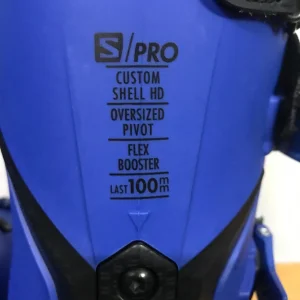 S/PRO
CUSTOM
SHELL HD
OVERSIZED
PIVOT
FLEX
BOOSTER
LAST 100mm